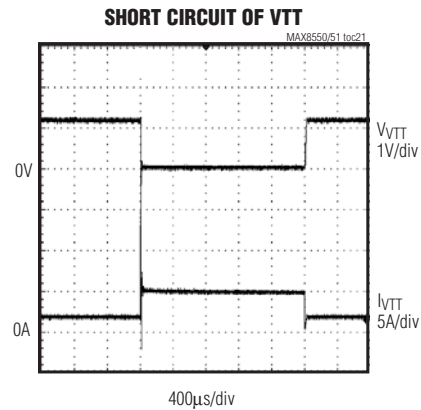 SHORT CIRCUIT OF VTT
MAX8550/51 toc21
VVTT
1V/div
0V
IVTT
5A/div
0A
400µs/div